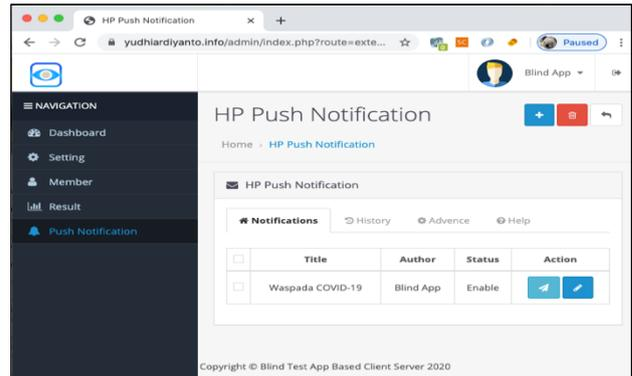 HP Push Notification
yudhiardiyanto.info/admin/index.php?route=exte...
SC
Paused
Blind App
NAVIGATION
Dashboard
Setting
Member
Result
Push Notification
HP Push Notification
Home › HP Push Notification
HP Push Notification
Notifications History Advence Help
Title Author Status Action
Waspada COVID-19 Blind App Enable
Copyright © Blind Test App Based Client Server 2020